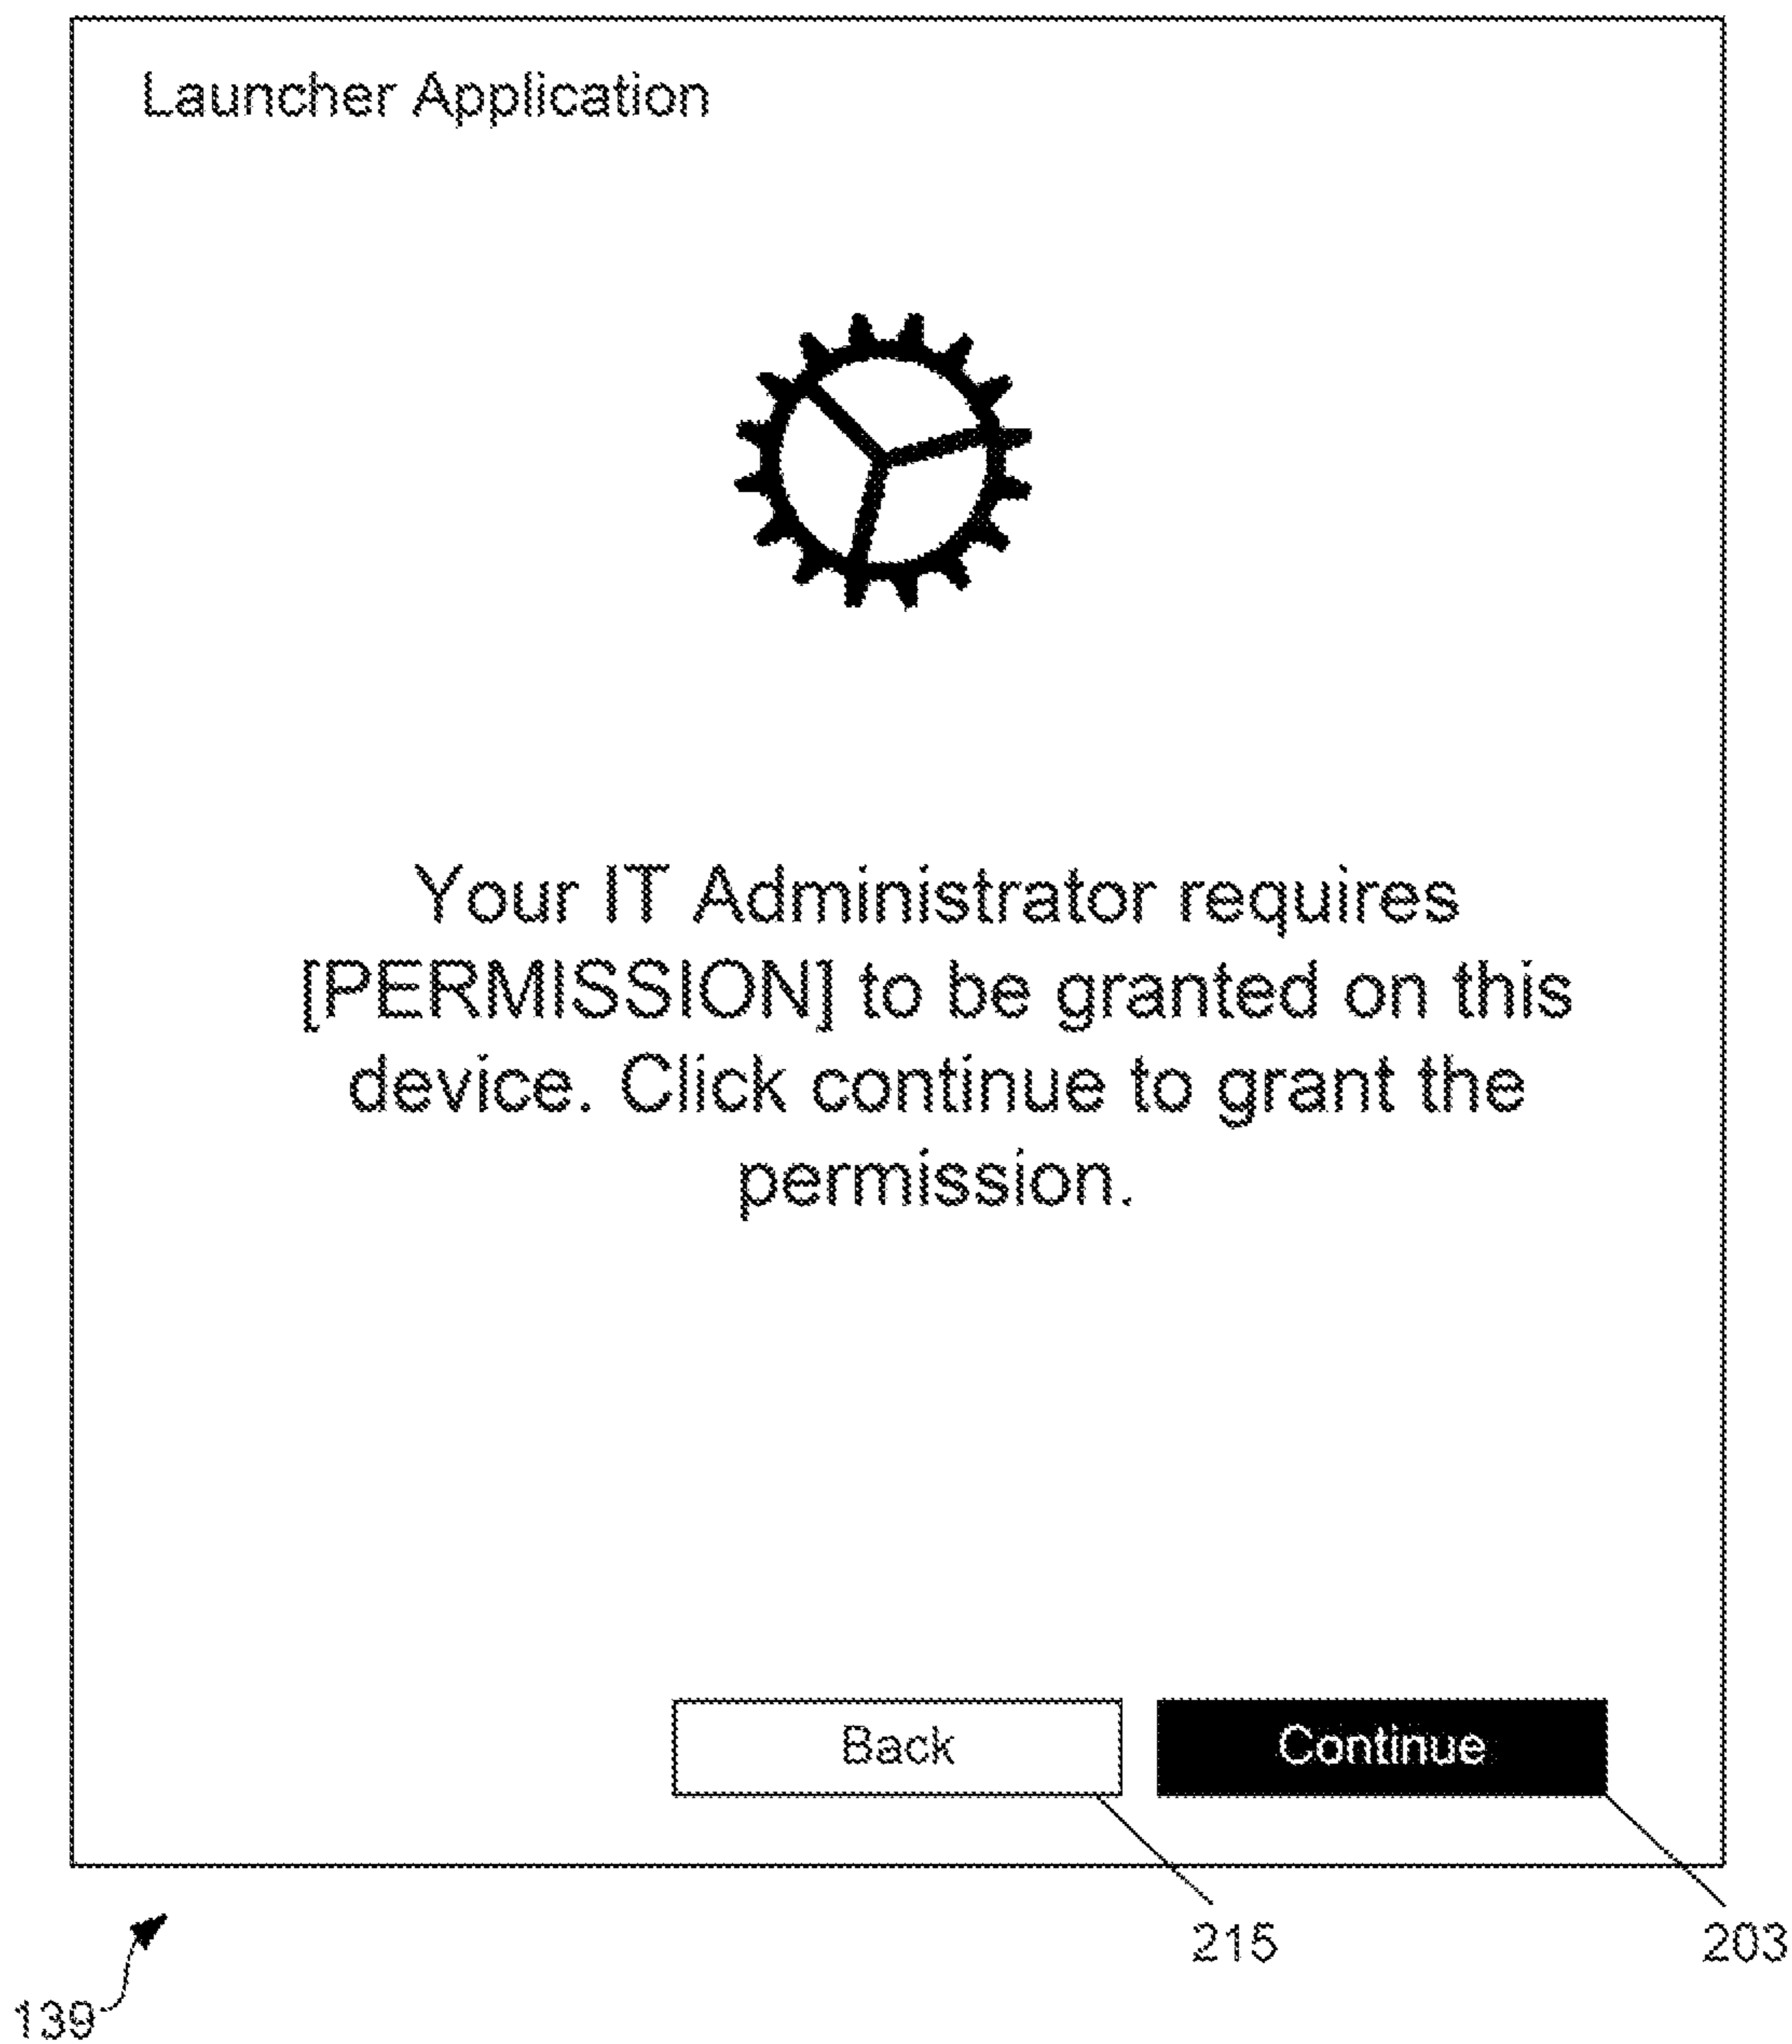 Launcher Application
Your IT Administrator requires
[PERMISSION] to be granted on this
device. Click continue to grant the
permission.
Back
Continue
215
203
139